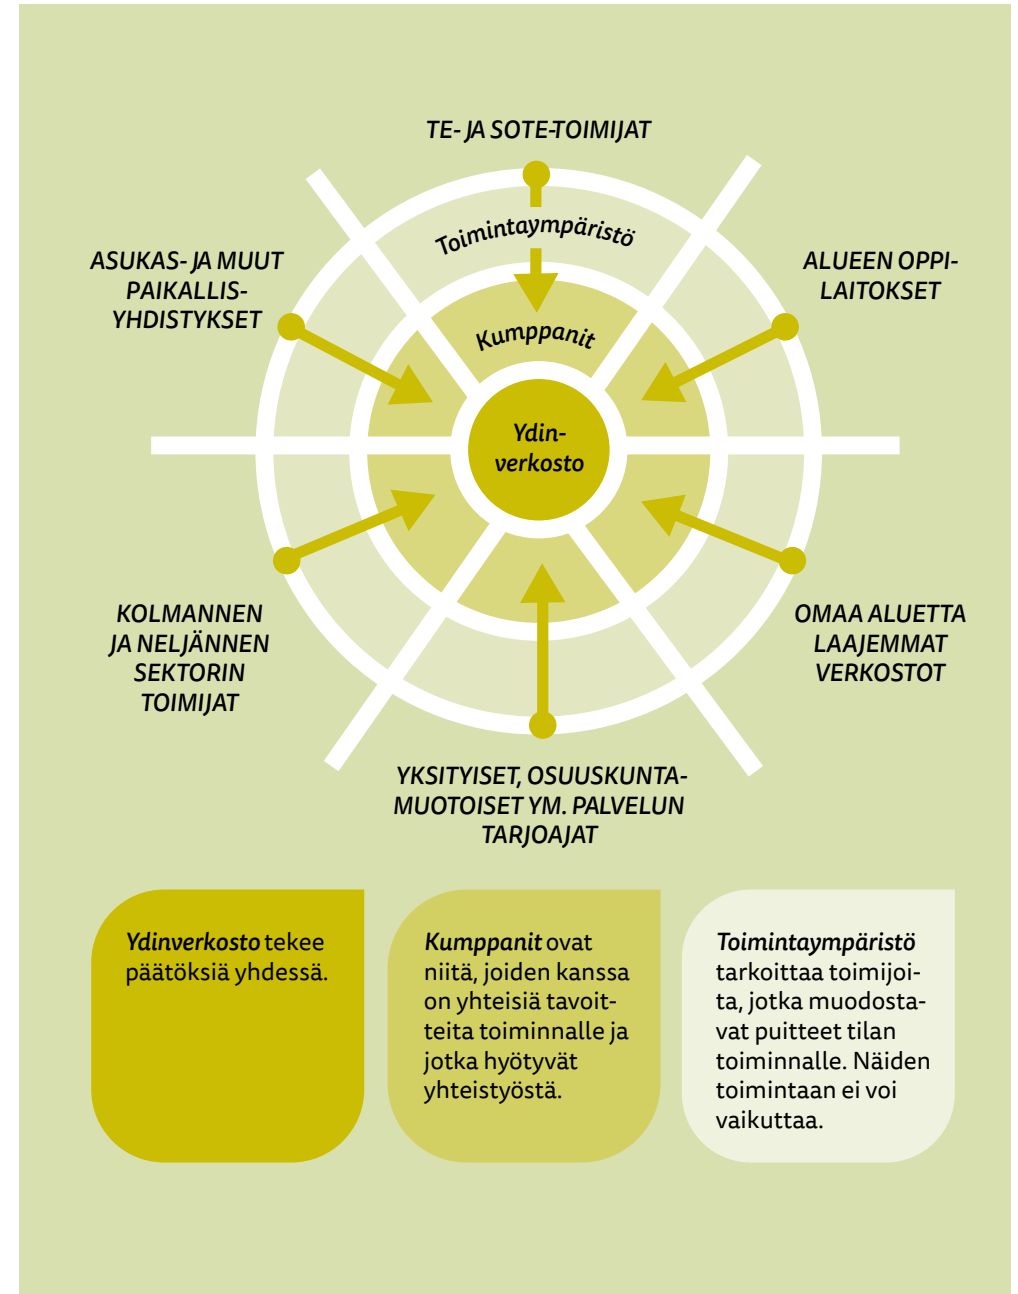 TE- JA SOTE-TOIMIJAT
Toimintaympäristö
ASUKAS- JA MUUT
PAIKALLIS-
YHDISTYKSET
ALUEEN OPPI-
LAITOKSET
Kumppanit
Ydin-
verkosto
KOLMANNEN
JA NELJÄNNEN
SEKTORIN
TOIMIJAT
OMAA ALUETTA
LAAJEMMAT
VERKOSTOT
YKSITYISET, OSUUSKUNTA-
MUOTOISET YM. PALVELUN
TARJOAJAT
Ydinverkosto tekee
päätöksiä yhdessä.
Kumppanit ovat
niitä, joiden kanssa
on yhteisiä tavoit-
teita toiminnalle ja
jotka hyötyvät
yhteistyöstä.
Toimintaympäristö
tarkoittaa toimijoi-
ta, jotka muodosta-
vat puitteet tilan
toiminnalle. Näiden
toimintaan ei voi
vaikuttaa.